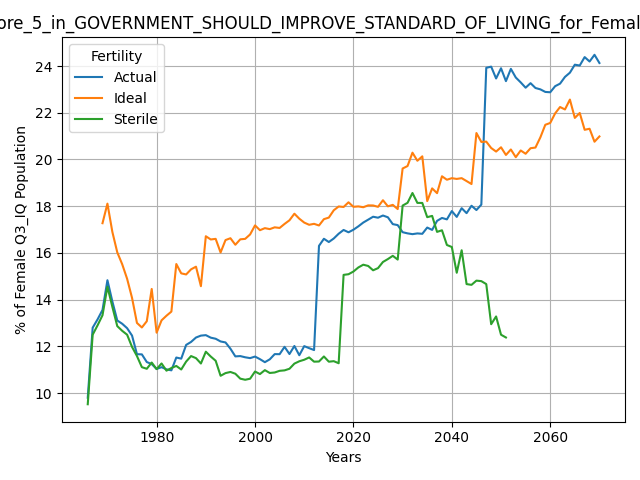 ore_5_in_GOVERNMENT_SHOULD_IMPROVE_STANDARD_OF_LIVING_for_Femal
Fertility
Actual
Ideal
Sterile
% of Female Q3_IQ Population
24
22
20
18
16
14
12
10
1980 2000 2020 2040 2060
Years